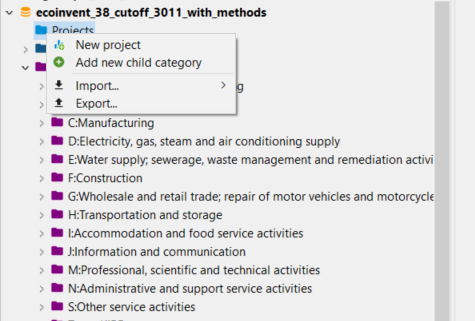 ecoinvent_38_cutoff_3011_with_methods
Projects
New project
Add new child category
Import...
Export...
C:Manufacturing
D:Electricity, gas, steam and air conditioning supply
E:Water supply; sewerage, waste management and remediation activi
F:Construction
G:Wholesale and retail trade; repair of motor vehicles and motorcycle
H:Transportation and storage
I:Accommodation and food service activities
J:Information and communication
M:Professional, scientific and technical activities
N:Administrative and support service activities
S:Other service activities